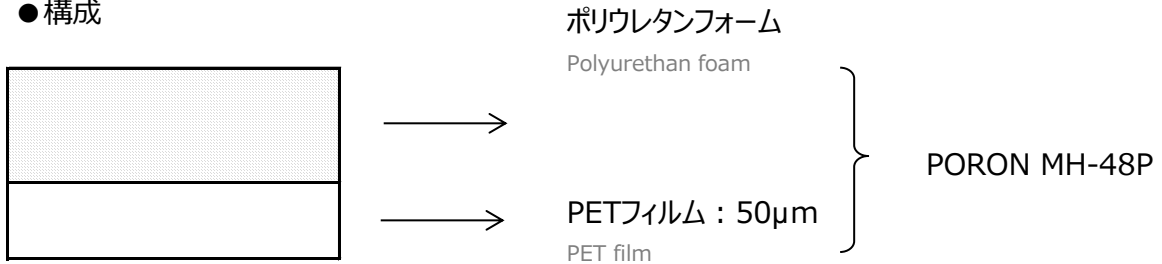 ●構成
ポリウレタンフォーム
Polyurethan foam
PORON MH-48P
PETフィルム：50μm
PET film